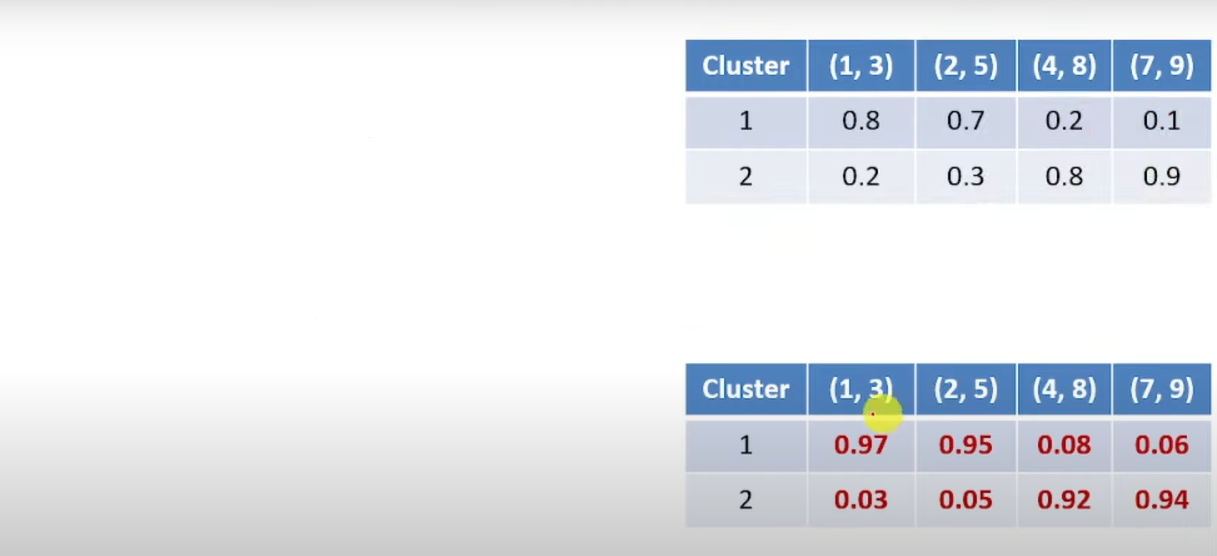 Cluster (1, 3) (2, 5) (4, 8) (7, 9)
1 0.8 0.7 0.2 0.1
2 0.2 0.3 0.8 0.9
Cluster (1, 3) (2, 5) (4, 8) (7, 9)
1 0.97 0.95 0.08 0.06
2 0.03 0.05 0.92 0.94